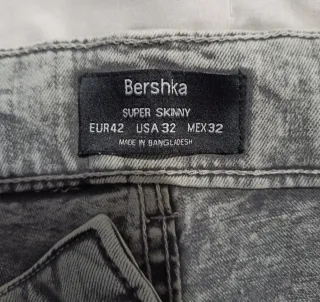 Bershka
SUPER SKINNY
EUR42 USA32 MEX32
MADE IN BANGLADESH